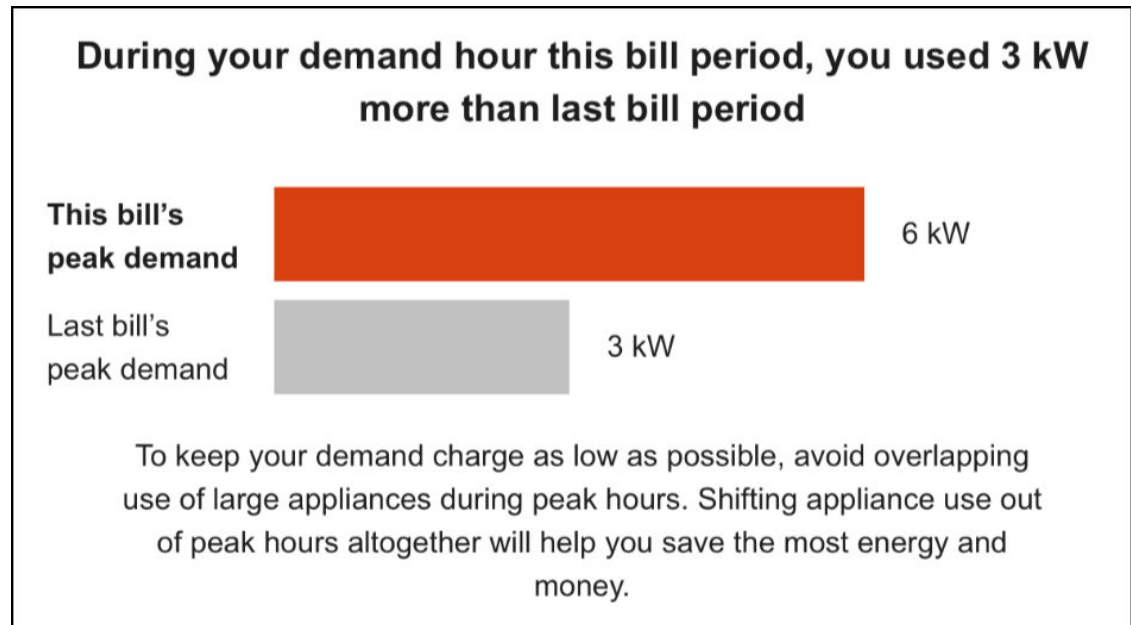 During your demand hour this bill period, you used 3 kW
more than last bill period
This bill’s
peak demand
6 kW
Last bill’s
peak demand
3 kW
To keep your demand charge as low as possible, avoid overlapping
use of large appliances during peak hours. Shifting appliance use out
of peak hours altogether will help you save the most energy and
money.